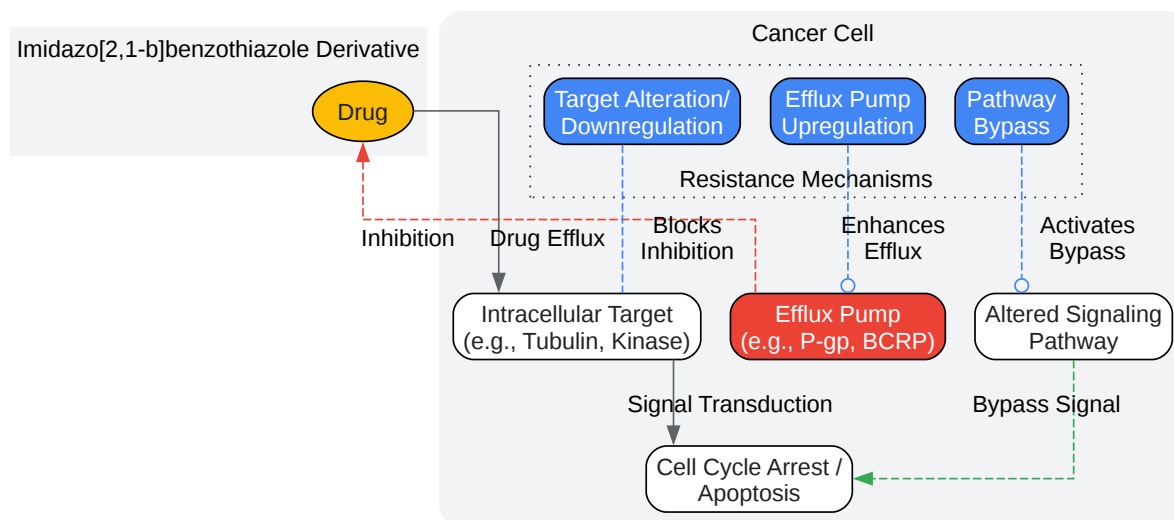 Cancer Cell
Imidazo[2,1-b]benzothiazole Derivative
Drug
Target Alteration/
Downregulation
Efflux Pump
Upregulation
Pathway
Bypass
Resistance Mechanisms
Inhibition
Drug Efflux
Blocks
Inhibition
Enhances
Efflux
Activates
Bypass
Intracellular Target
(e.g., Tubulin, Kinase)
Efflux Pump
(e.g., P-gp, BCRP)
Altered Signaling
Pathway
Signal Transduction
Bypass Signal
Cell Cycle Arrest /
Apoptosis